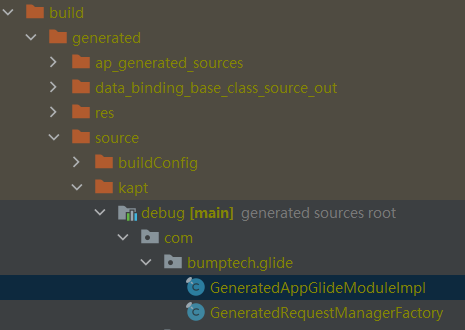 build
generated
ap_generated_sources
data_binding_base_class_source_out
res
source
buildConfig
kapt
debug [main] generated sources root
com
bumptech.glide
GeneratedAppGlideModuleImpl
GeneratedRequestManagerFactory